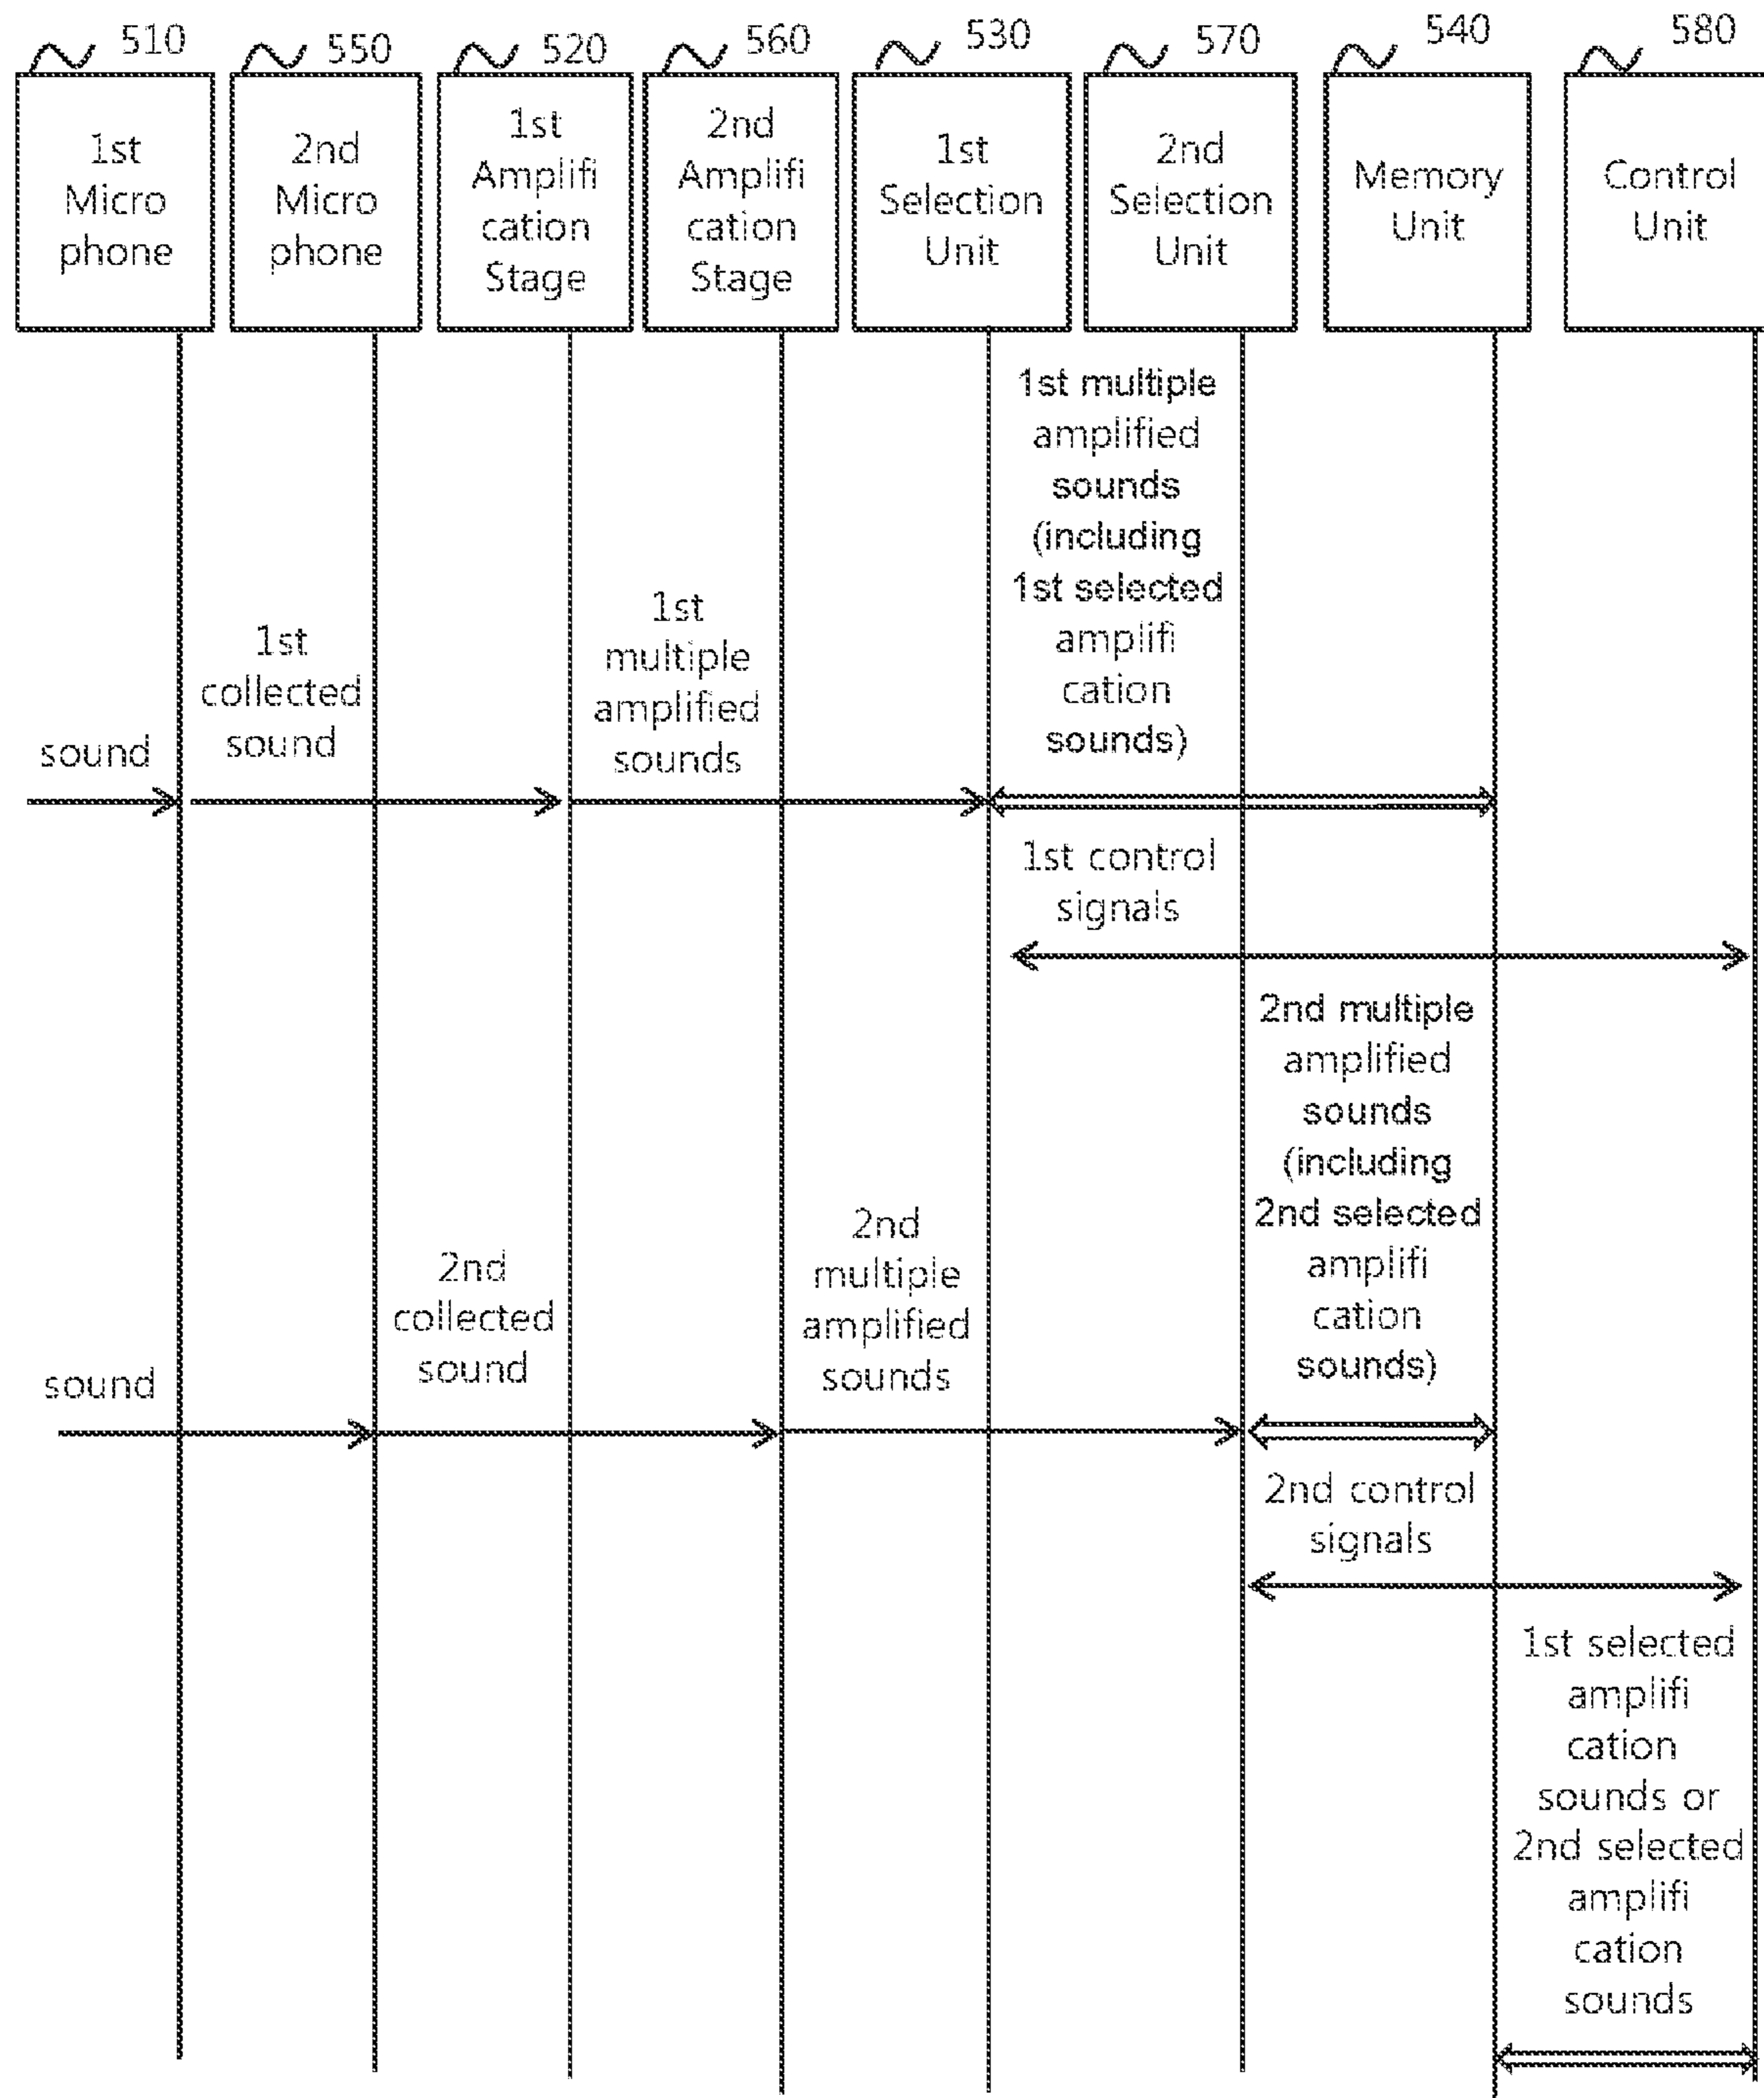 510
550
520
560
530
570
540
580
1st
Micro
phone
2nd
Micro
phone
1st
Amplifi
cation
Stage
2nd
Amplifi
cation
Stage
1st
Selection
Unit
2nd
Selection
Unit
Memory
Unit
Control
Unit
sound
1st
collected
sound
1st
multiple
amplified
sounds
1st multiple
amplified
sounds
(including
1st selected
amplifi
cation
sounds)
1st control
signals
sound
2nd
collected
sound
2nd
multiple
amplified
sounds
2nd multiple
amplified
sounds
(including
2nd selected
amplifi
cation
sounds)
2nd control
signals
1st selected
amplifi
cation
sounds or
2nd selected
amplifi
cation
sounds